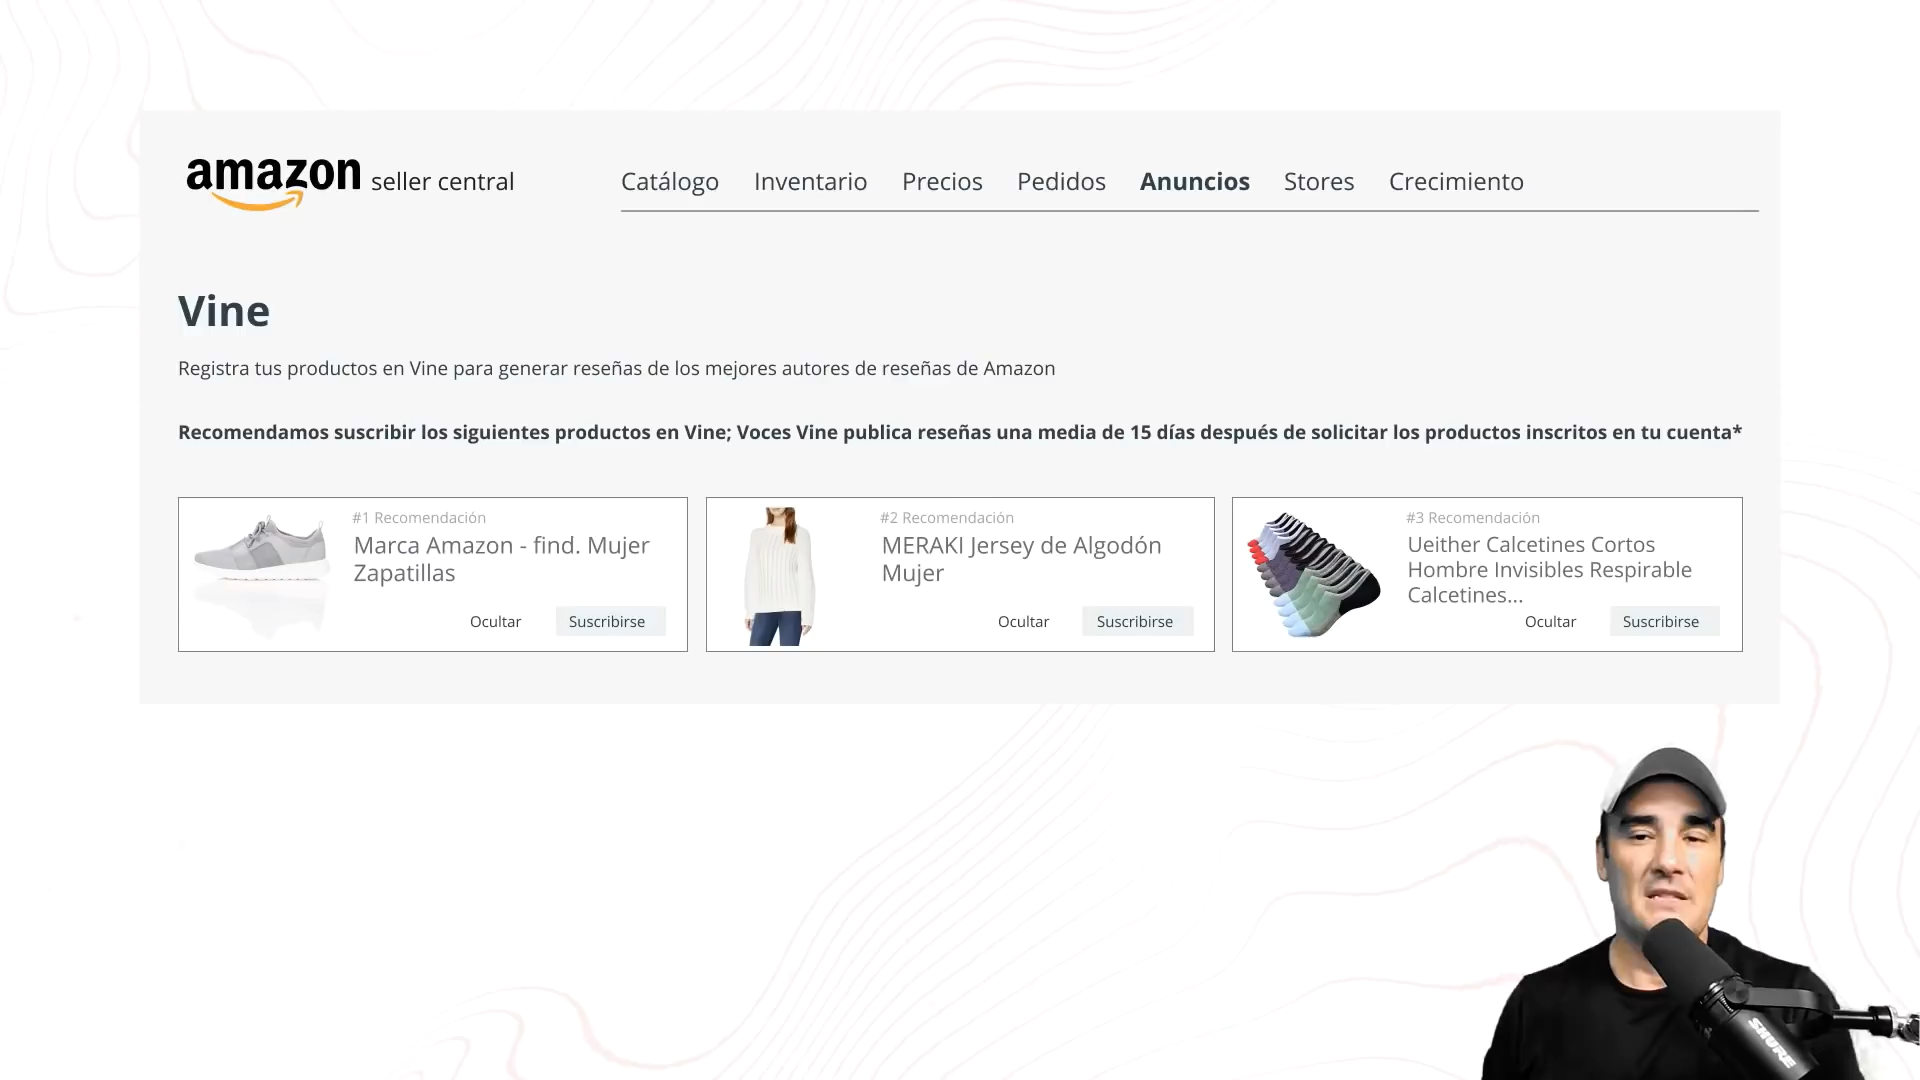 amazon seller central
Catálogo Inventario Precios Pedidos Anuncios Stores Crecimiento
Vine
Registra tus productos en Vine para generar reseñas de los mejores autores de reseñas de Amazon
Recomendamos suscribir los siguientes productos en Vine; Voces Vine publica reseñas una media de 15 días después de solicitar los productos inscritos en tu cuenta*
#1 Recomendación
Marca Amazon - find. Mujer
Zapatillas
Ocultar Suscribirse
#2 Recomendación
MERAKI Jersey de Algodón
Mujer
Ocultar Suscribirse
#3 Recomendación
Ueither Calcetines Cortos
Hombre Invisibles Respirable
Calcetines...
Ocultar Suscribirse
SHURE